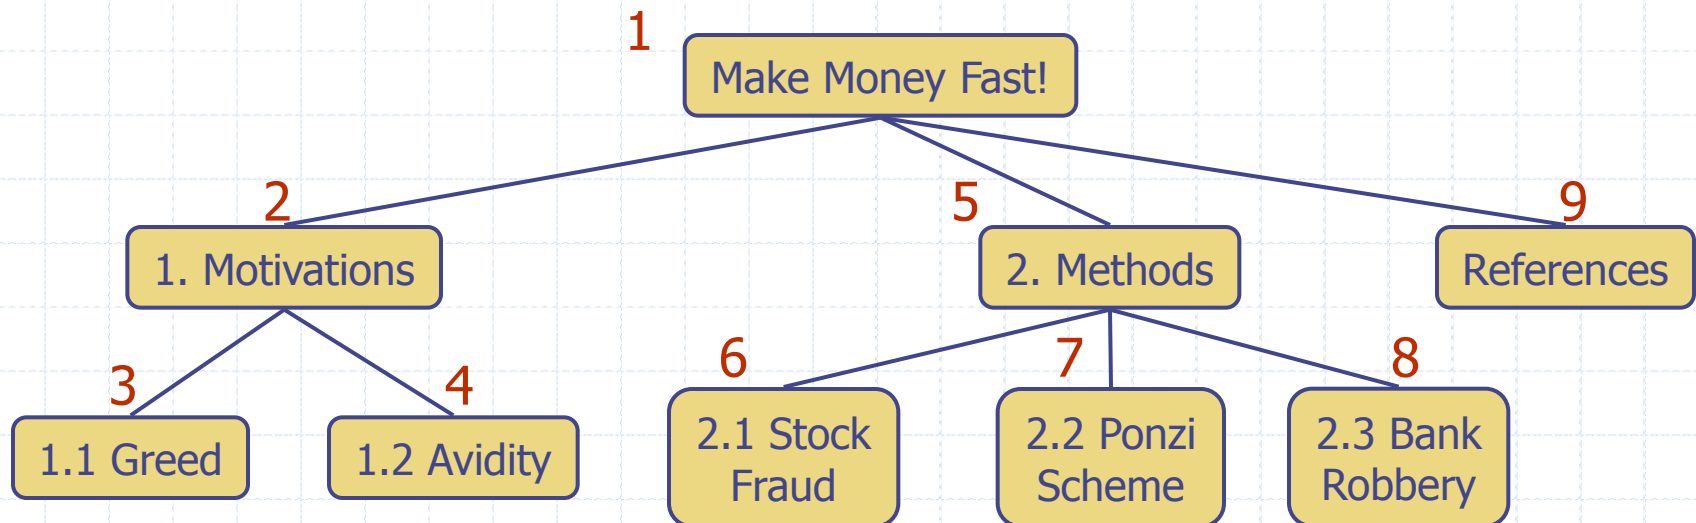 1
Make Money Fast!
2
5
9
1. Motivations
2. Methods
References
3
4
6
7
8
1.1 Greed
1.2 Avidity
2.1 Stock
Fraud
2.2 Ponzi
Scheme
2.3 Bank
Robbery